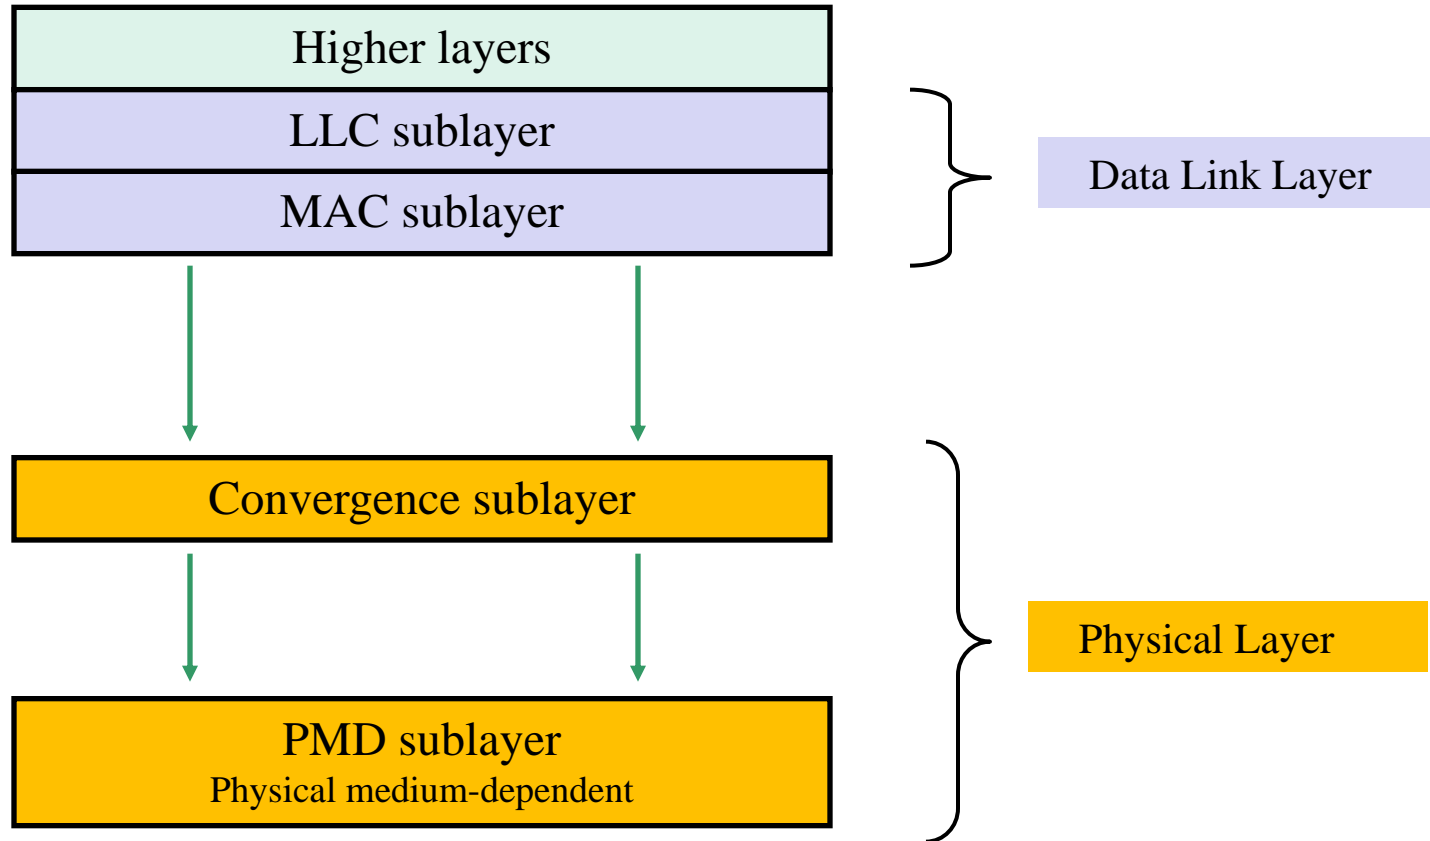 Higher layers
LLC sublayer
MAC sublayer
Data Link Layer
Convergence sublayer
Physical Layer
PMD sublayer
Physical medium-dependent